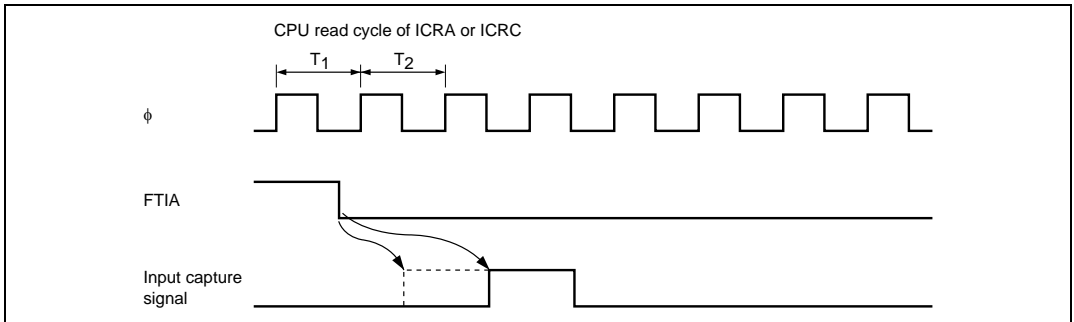 CPU read cycle of ICRA or ICRC
T1 T2
ϕ
FTIA
Input capture
signal